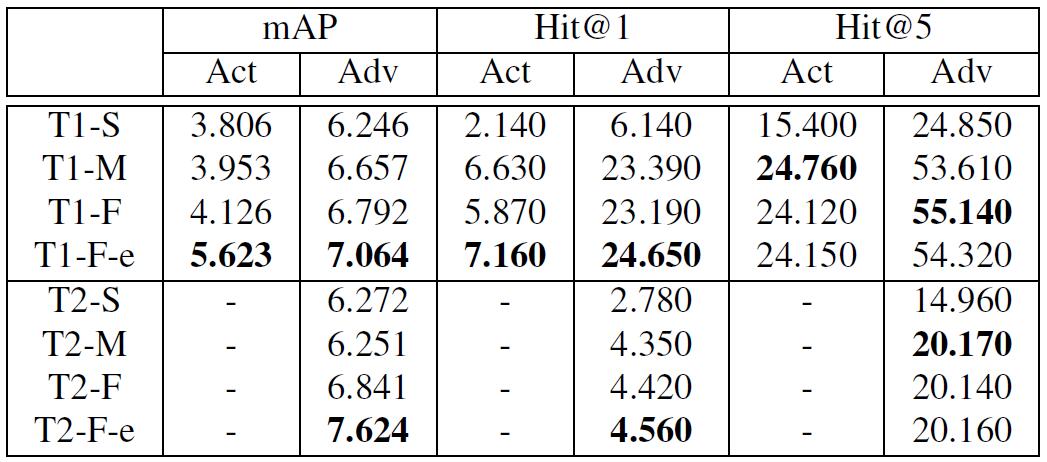 mAP Hit@1 Hit@5
Act Adv Act Adv Act Adv
T1-S 3.806 6.246 2.140 6.140 15.400 24.850
T1-M 3.953 6.657 6.630 23.390 24.760 53.610
T1-F 4.126 6.792 5.870 23.190 24.120 55.140
T1-F-e 5.623 7.064 7.160 24.650 24.150 54.320
T2-S - 6.272 - 2.780 - 14.960
T2-M - 6.251 - 4.350 - 20.170
T2-F - 6.841 - 4.420 - 20.140
T2-F-e - 7.624 - 4.560 - 20.160